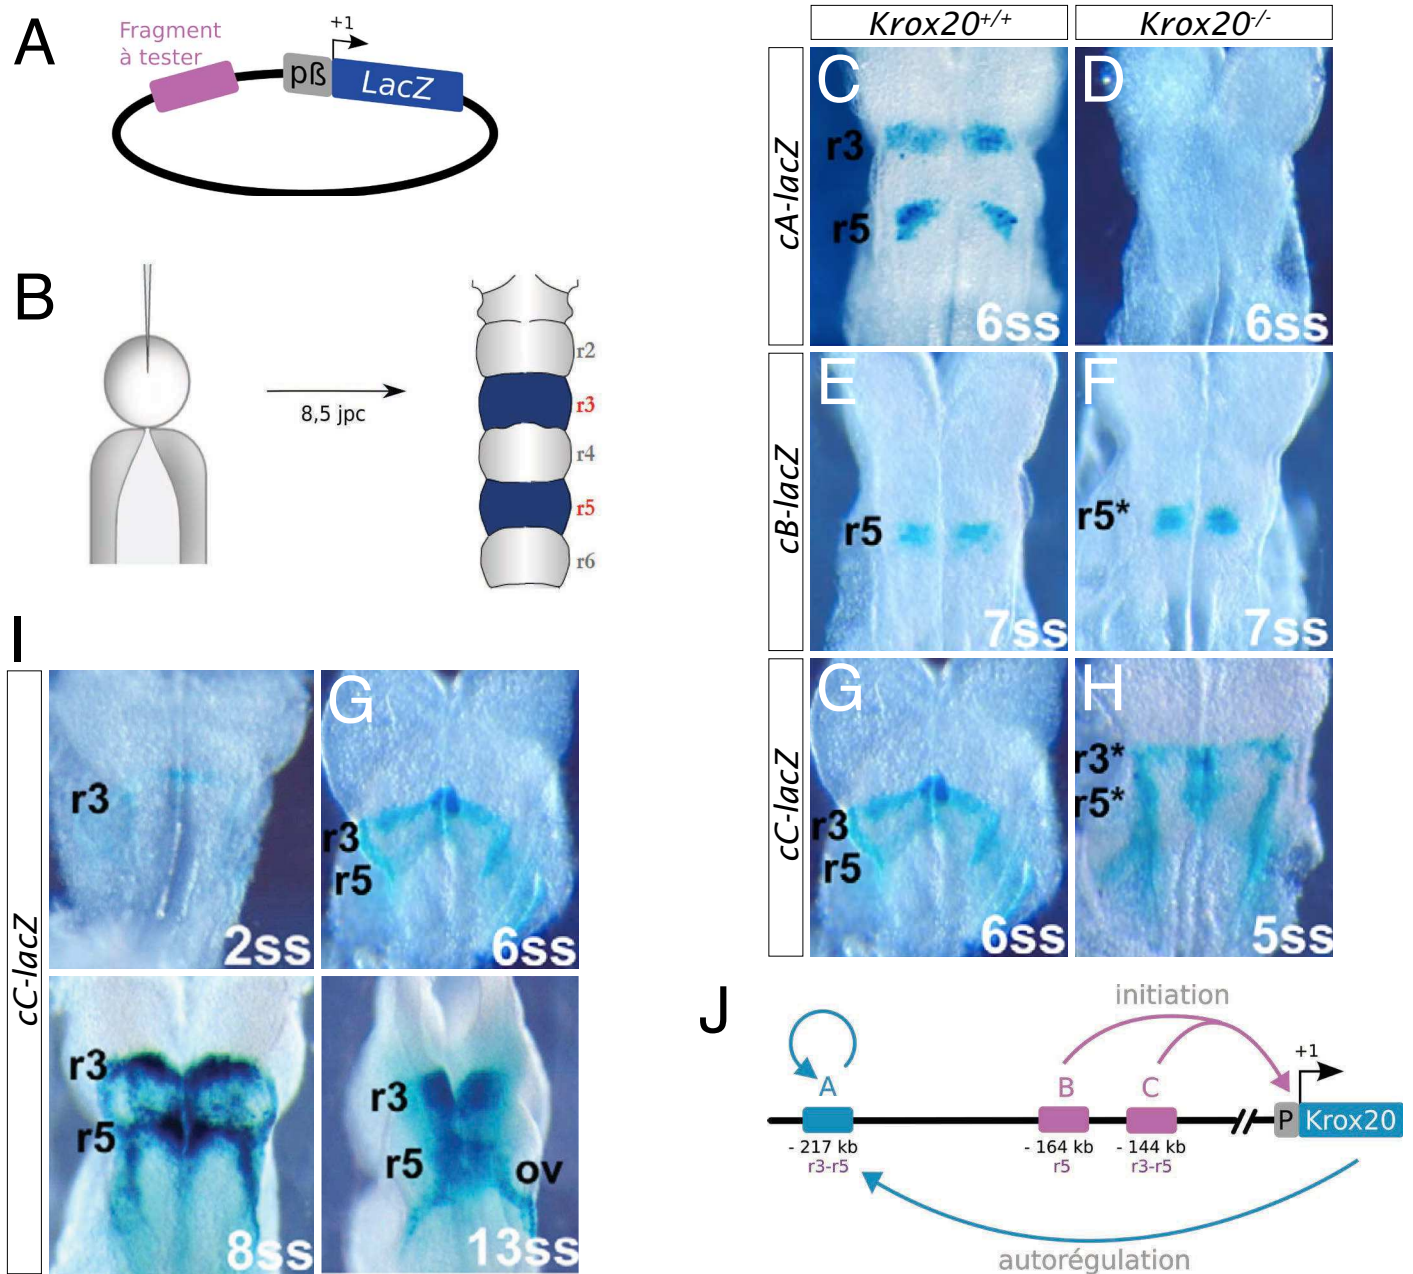 A
Fragment
à tester
+1
pß
LacZ
B
8,5 jpc
r2
r3
r4
r5
r6
Krox20+/+
Krox20-/-
cA-lacZ
C
r3
r5
6ss
D
6ss
cB-lacZ
E
r5
7ss
F
r5*
7ss
cC-lacZ
G
r3
r5
6ss
H
r3*
r5*
5ss
I
cC-lacZ
r3
2ss
G
r3
r5
6ss
r3
r5
8ss
r3
r5
ov
13ss
J
initiation
+1
A
B
C
P
Krox20
- 217 kb
r3-r5
- 164 kb
r5
- 144 kb
r3-r5
autorégulation